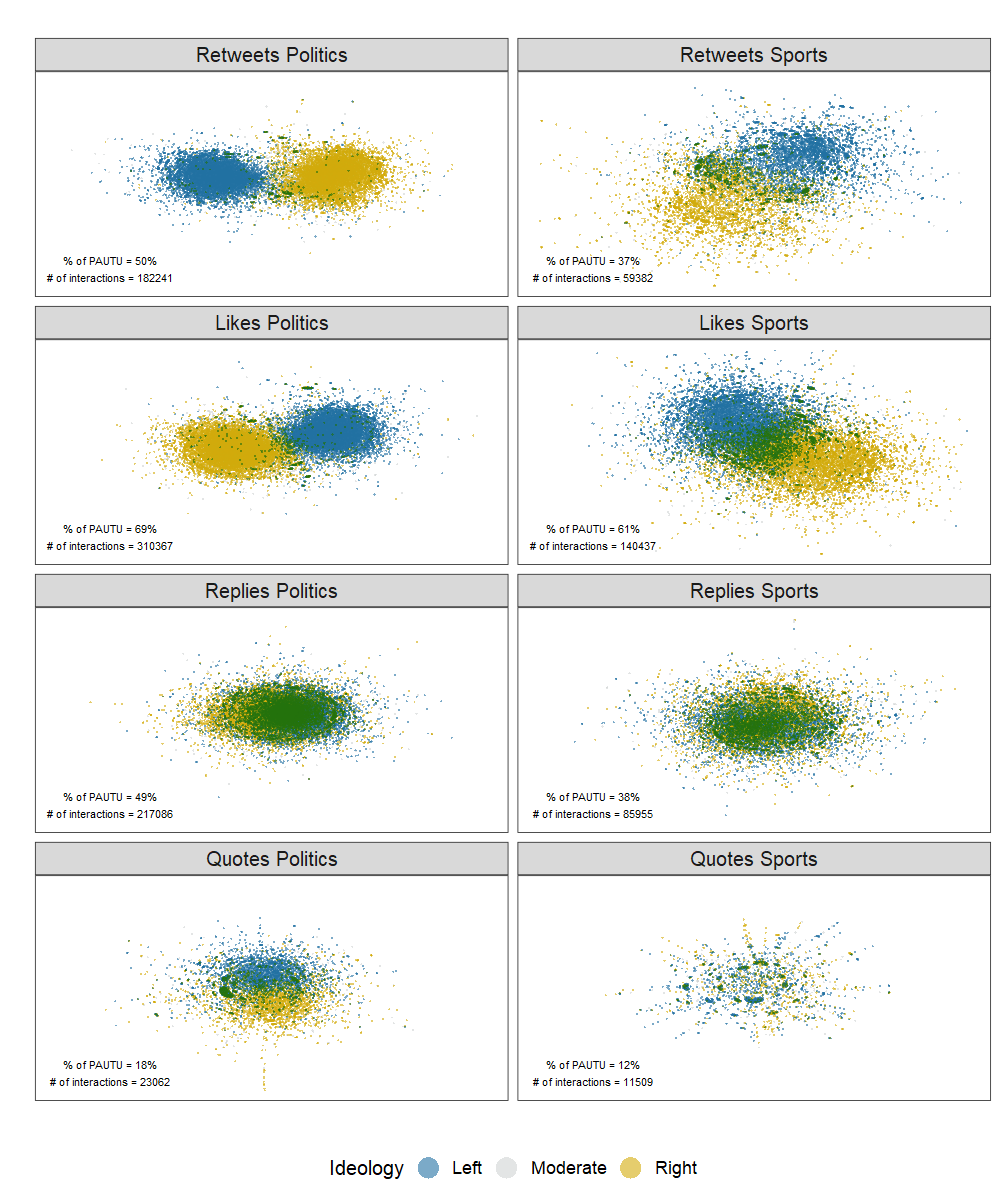 Retweets Politics
% of PAUTU = 50%
# of interactions = 182241
Retweets Sports
% of PAUTU = 37%
# of interactions = 59382
Likes Politics
% of PAUTU = 69%
# of interactions = 310367
Likes Sports
% of PAUTU = 61%
# of interactions = 140437
Replies Politics
% of PAUTU = 49%
# of interactions = 217086
Replies Sports
% of PAUTU = 38%
# of interactions = 85955
Quotes Politics
% of PAUTU = 18%
# of interactions = 23062
Quotes Sports
% of PAUTU = 12%
# of interactions = 11509
Ideology Left Moderate Right